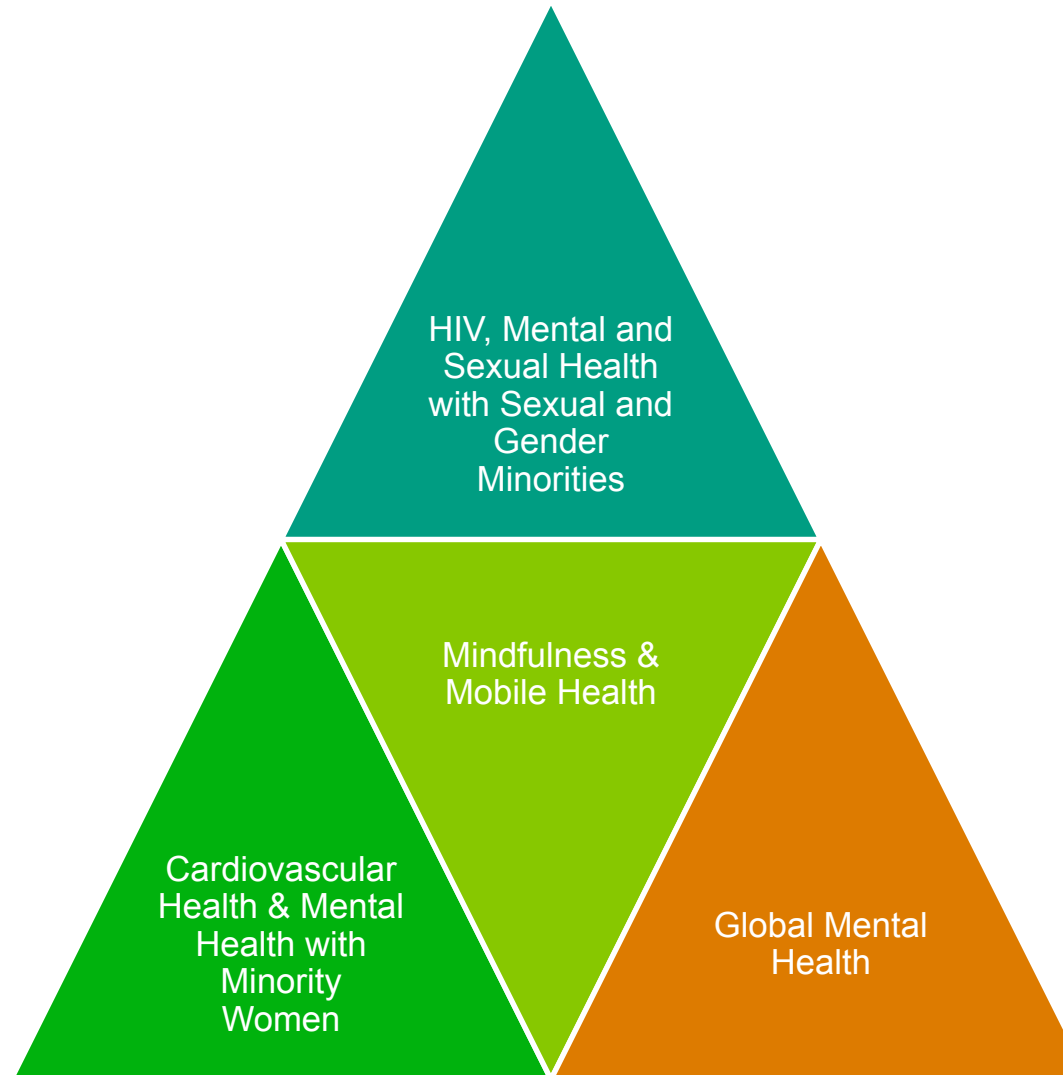 HIV, Mental and
Sexual Health
with Sexual and
Gender
Minorities
Mindfulness &
Mobile Health
Cardiovascular
Health & Mental
Health with
Minority
Women
Global Mental
Health